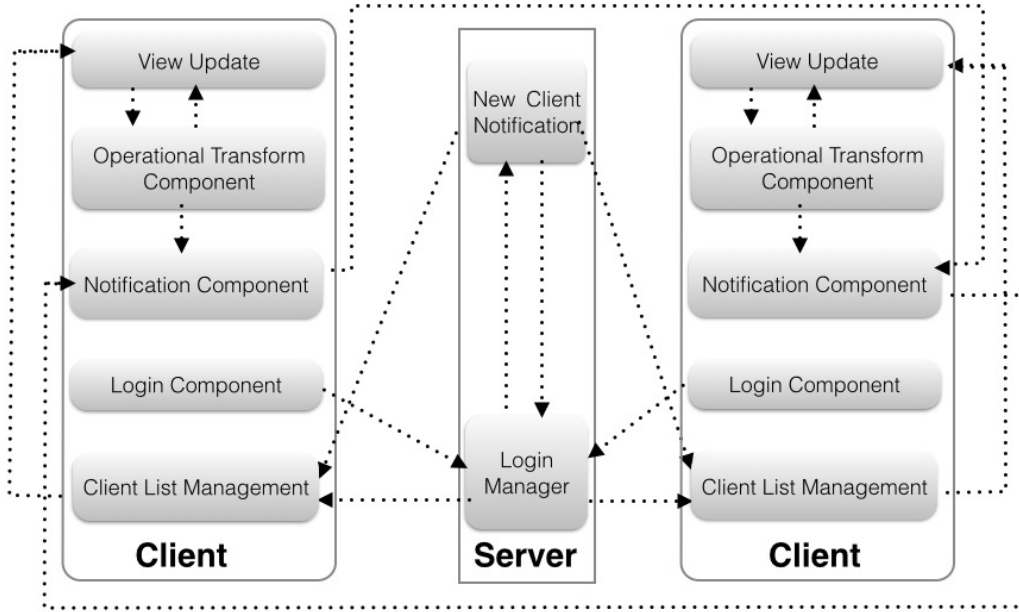 View Update
Operational Transform
Component
Notification Component
Login Component
Client List Management
Client
New Client
Notification
Login
Manager
Server
View Update
Operational Transform
Component
Notification Component
Login Component
Client List Management
Client